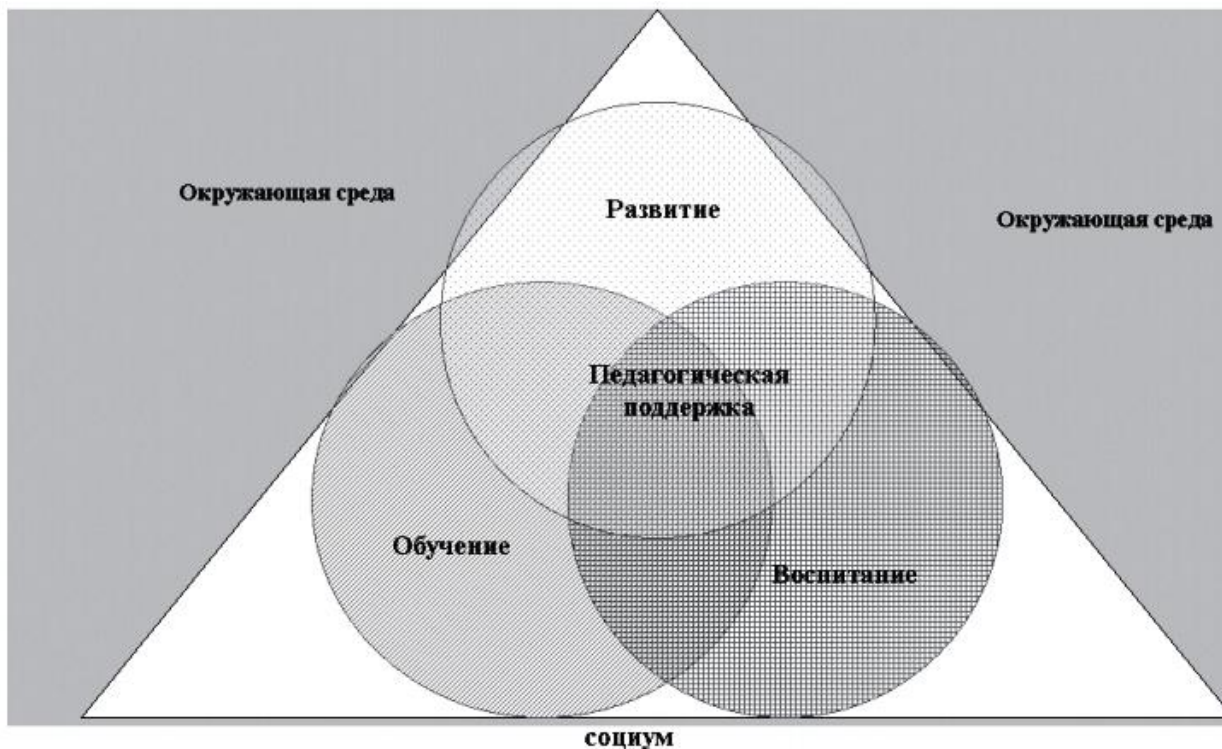 Окружающая среда
Развитие
Окружающая среда
Педагогическая
поддержка
Обучение
Воспитание
социум